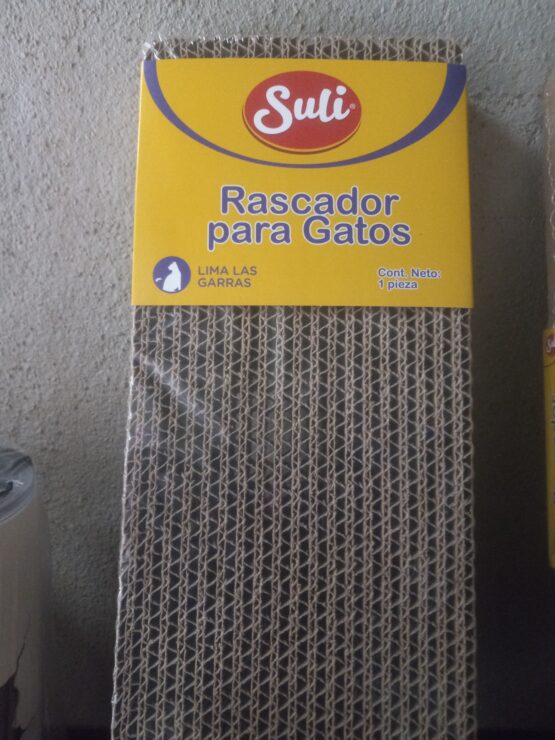 Suli®
Rascador
para Gatos
LIMA LAS
GARRAS
Cont. Neto:
1 pieza